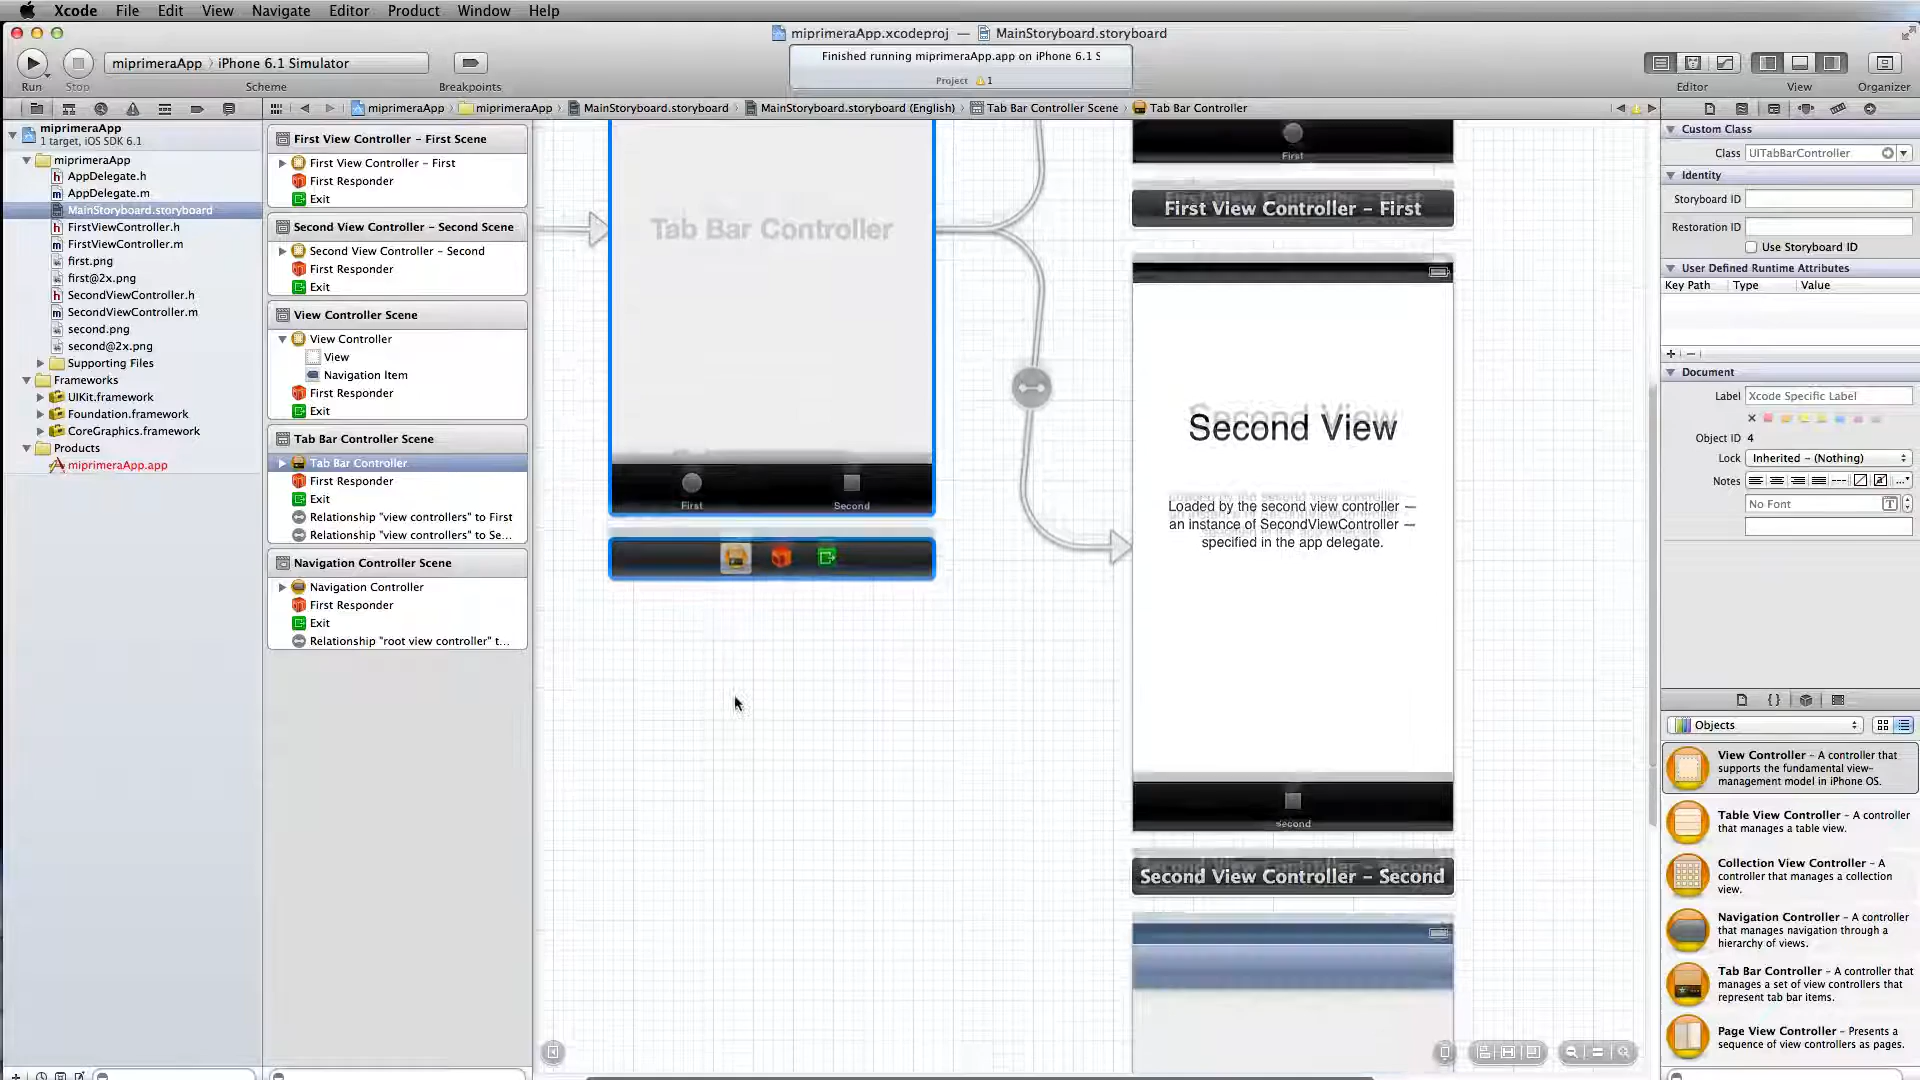 Xcode File Edit View Navigate Editor Product Window Help
miprimeraApp.xcodeproj — MainStoryboard.storyboard
miprimeraApp iPhone 6.1 Simulator
Finished running miprimeraApp.app on iPhone 6.1 S
Project 1
Run Stop Scheme Breakpoints Editor View Organizer
miprimeraApp miprimeraApp MainStoryboard.storyboard MainStoryboard.storyboard (English) Tab Bar Controller Scene Tab Bar Controller
miprimeraApp
1 target, iOS SDK 6.1
miprimeraApp
AppDelegate.h
AppDelegate.m
MainStoryboard.storyboard
FirstViewController.h
FirstViewController.m
first.png
first@2x.png
SecondViewController.h
SecondViewController.m
second.png
second@2x.png
Supporting Files
Frameworks
UIKit.framework
Foundation.framework
CoreGraphics.framework
Products
miprimeraApp.app
First View Controller – First Scene
First View Controller – First
First Responder
Exit
Second View Controller – Second Scene
Second View Controller – Second
First Responder
Exit
View Controller Scene
View Controller
View
Navigation Item
First Responder
Exit
Tab Bar Controller Scene
Tab Bar Controller
First Responder
Exit
Relationship "view controllers" to First
Relationship "view controllers" to Se...
Navigation Controller Scene
Navigation Controller
First Responder
Exit
Relationship "root view controller" t...
Tab Bar Controller
First Second
First
First View Controller – First
Second View
Loaded by the second view controller —
an instance of SecondViewController —
specified in the app delegate.
Second
Second View Controller – Second
Custom Class
Class UITabBarController
Identity
Storyboard ID
Restoration ID
Use Storyboard ID
User Defined Runtime Attributes
Key Path Type Value
Document
Label Xcode Specific Label
Object ID 4
Lock Inherited – (Nothing)
Notes
No Font
Objects
View Controller – A controller that
supports the fundamental view-
management model in iPhone OS.
Table View Controller – A controller
that manages a table view.
Collection View Controller – A
controller that manages a collection
view.
Navigation Controller – A controller
that manages navigation through a
hierarchy of views.
Tab Bar Controller – A controller that
manages a set of view controllers that
represent tab bar items.
Page View Controller – Presents a
sequence of view controllers as pages.